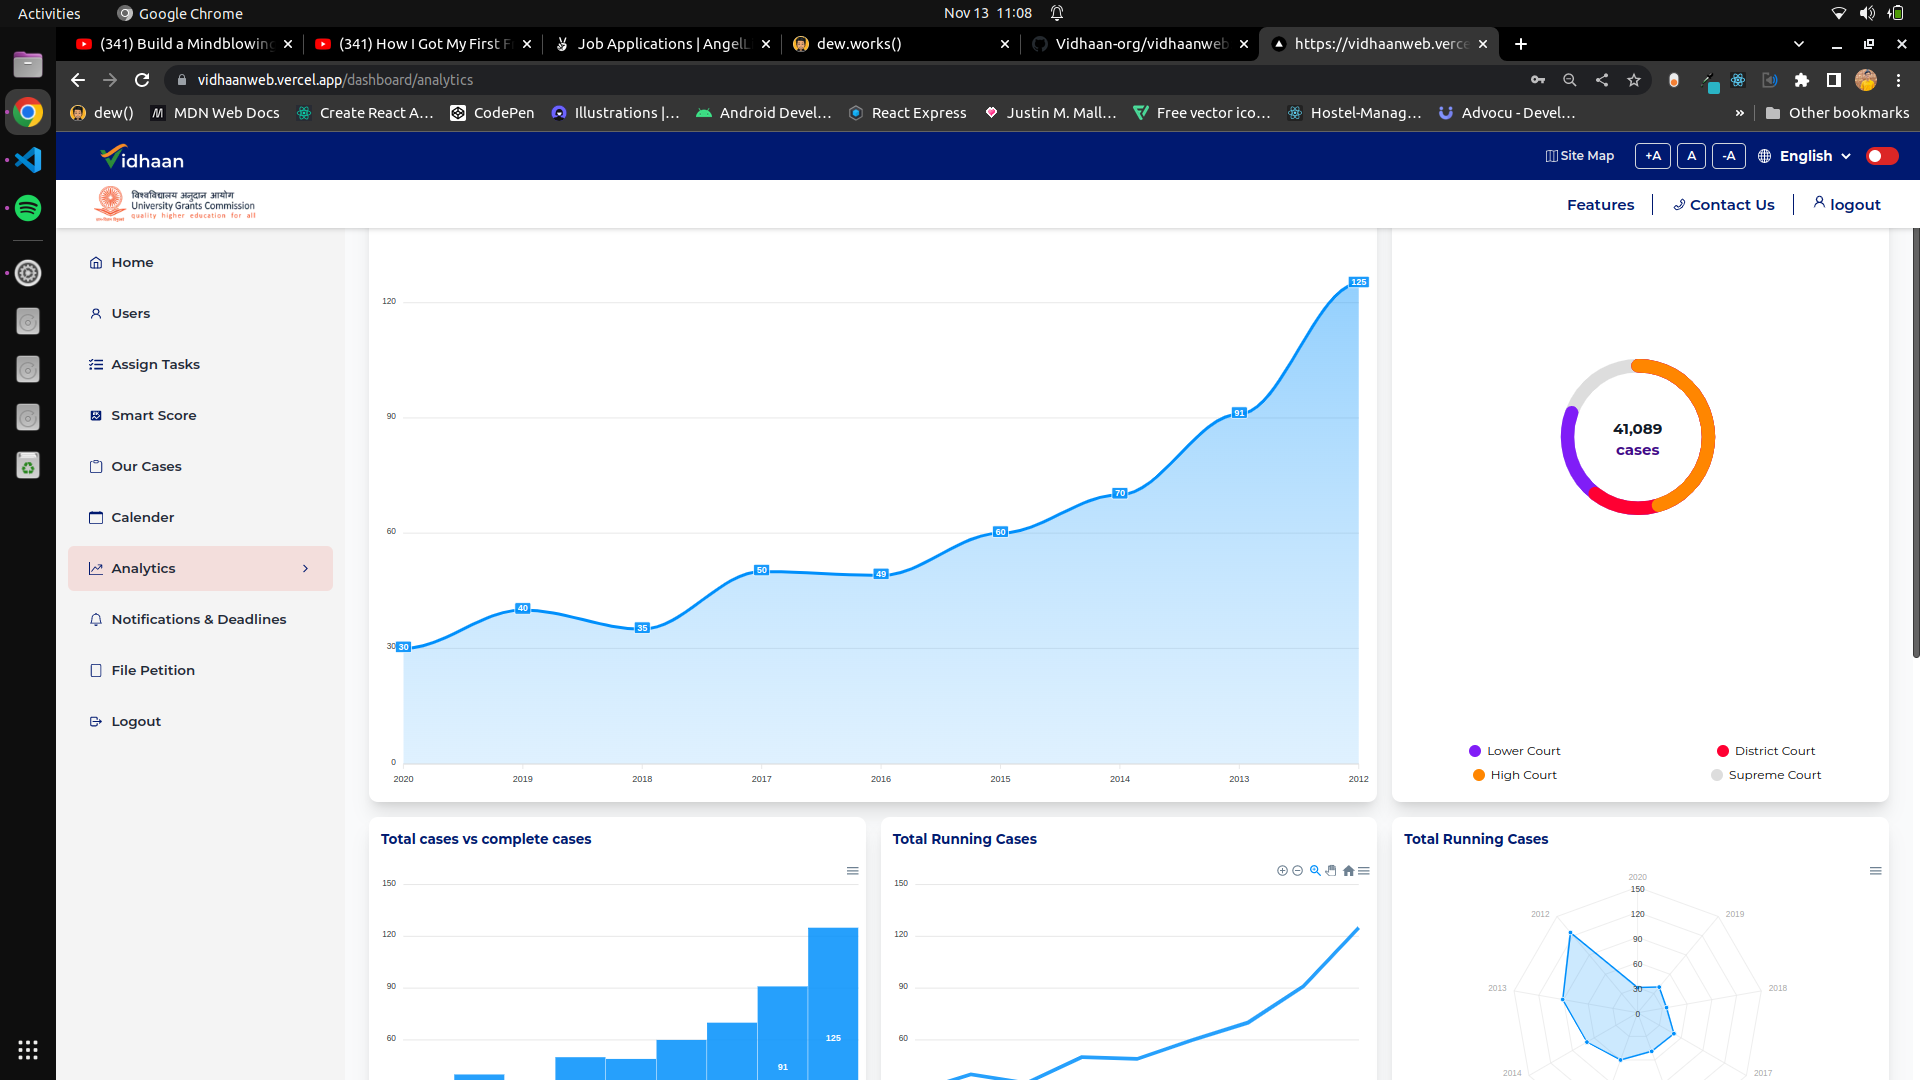 Activities
Google Chrome
Nov 13 11:08
(341) Build a Mindblowing
(341) How I Got My First F
Job Applications | AngelL
dew.works()
Vidhaan-org/vidhaanweb
https://vidhaanweb.verce
vidhaanweb.vercel.app/dashboard/analytics
dew()
MDN Web Docs
Create React A...
CodePen
Illustrations |...
Android Devel...
React Express
Justin M. Mall...
Free vector ico...
Hostel-Manag...
Advocu - Devel...
»
Other bookmarks
Vidhaan
Site Map
+A
A
-A
English
विश्वविद्यालय अनुदान आयोग
University Grants Commission
quality higher education for all
Features
Contact Us
logout
Home
Users
Assign Tasks
Smart Score
Our Cases
Calender
Analytics
Notifications & Deadlines
File Petition
Logout
120
90
60
30
0
30
40
35
50
49
60
70
91
125
2020
2019
2018
2017
2016
2015
2014
2013
2012
41,089
cases
Lower Court
District Court
High Court
Supreme Court
Total cases vs complete cases
150
120
90
60
91
125
Total Running Cases
150
120
90
60
Total Running Cases
2020
150
120
90
60
30
0
2012
2019
2013
2018
2014
2017